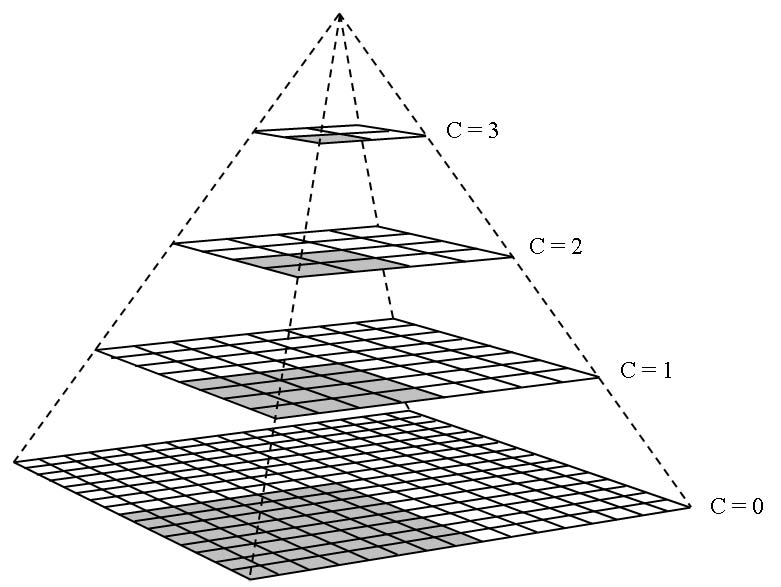 C = 3
C = 2
C = 1
C = 0